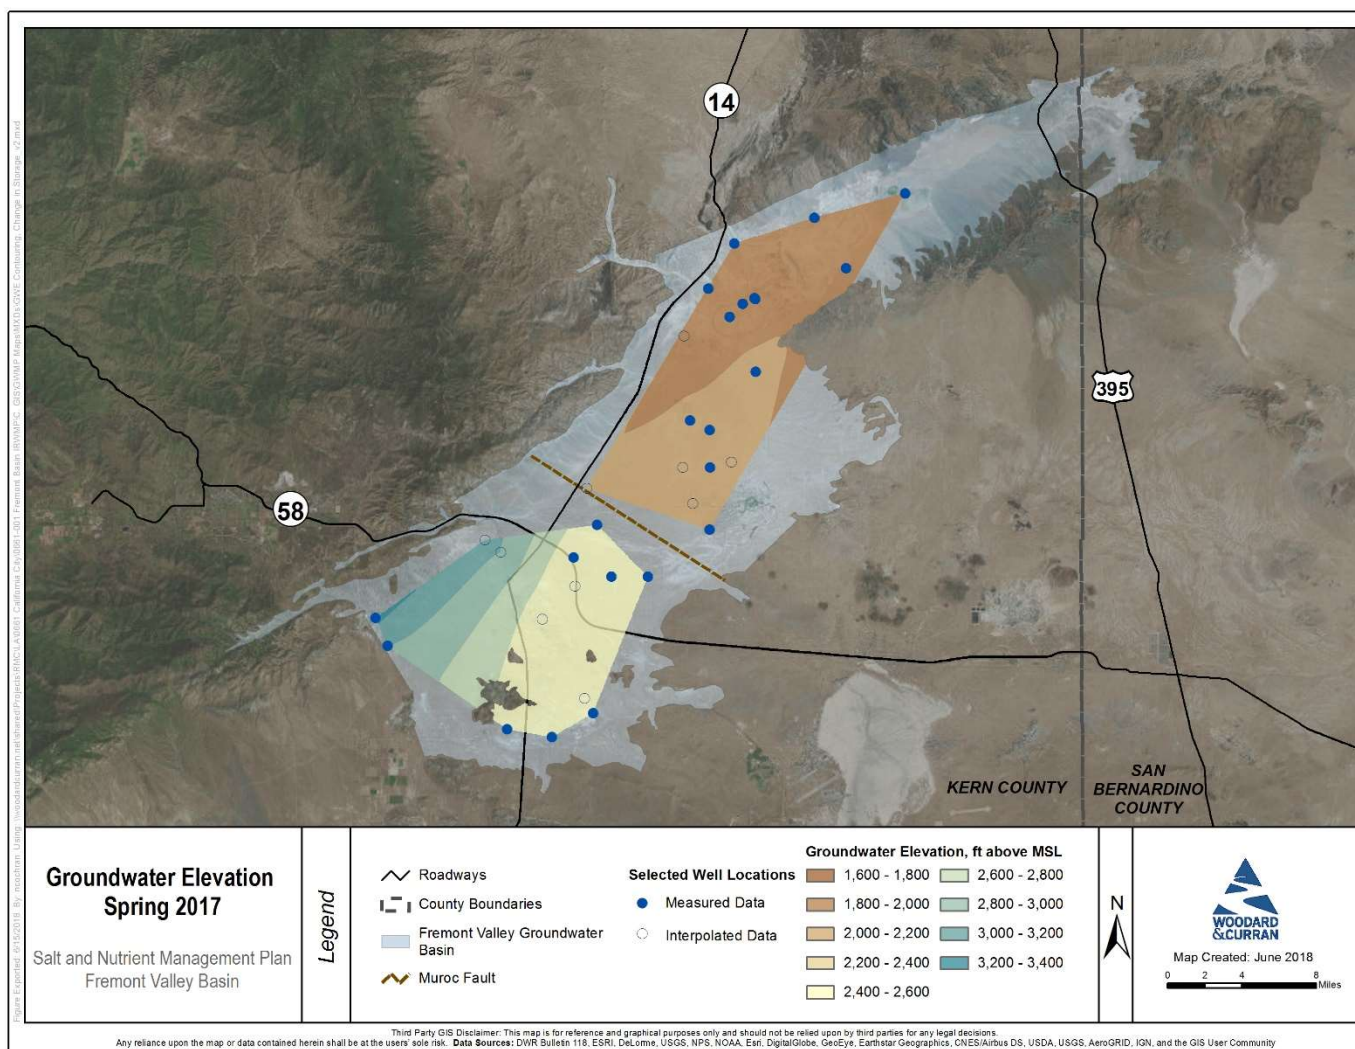 14
58
395
KERN COUNTY
SAN
BERNARDINO
COUNTY
Groundwater Elevation
Spring 2017
Salt and Nutrient Management Plan
Fremont Valley Basin
Legend
Roadways
County Boundaries
Fremont Valley Groundwater
Basin
Muroc Fault
Selected Well Locations
Measured Data
Interpolated Data
Groundwater Elevation, ft above MSL
1,600 - 1,800
1,800 - 2,000
2,000 - 2,200
2,200 - 2,400
2,400 - 2,600
2,600 - 2,800
2,800 - 3,000
3,000 - 3,200
3,200 - 3,400
N
WOODARD
&CURRAN
Map Created: June 2018
0 2 4 8
Miles
Third Party GIS Disclaimer: This map is for reference and graphical purposes only and should not be relied upon by third parties for any legal decisions.
Any reliance upon the map or data contained herein shall be at the users' sole risk. Data Sources: DWR Bulletin 118, ESRI, DeLorme, USGS, NPS, NOAA, Esri, DigitalGlobe, GeoEye, Earthstar Geographics, CNES/Airbus DS, USDA, USGS, AeroGRID, IGN, and the GIS User Community